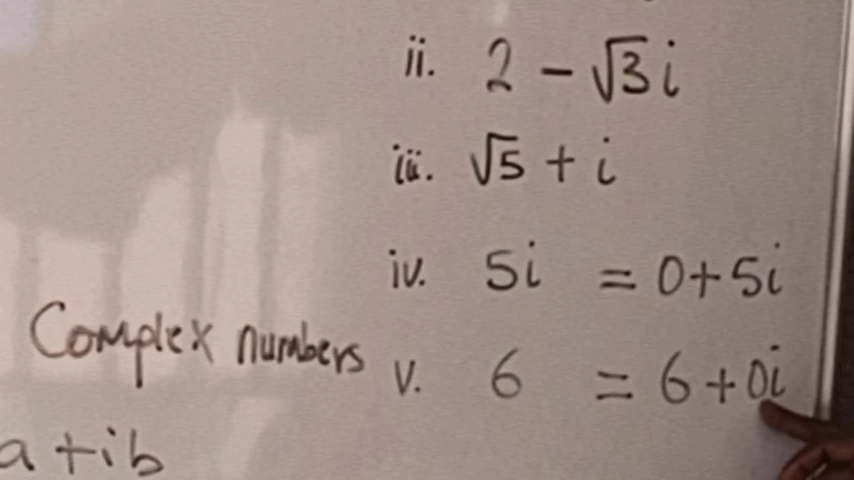 ii. 2 - √3 i
iii. √5 + i
iv. 5i = 0+5i
Complex numbers
v. 6 = 6+0i
a+ib